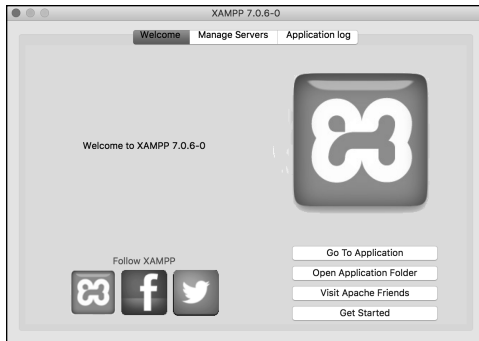 XAMPP 7.0.6-0
Welcome Manage Servers Application log
Welcome to XAMPP 7.0.6-0
Follow XAMPP
Go To Application
Open Application Folder
Visit Apache Friends
Get Started